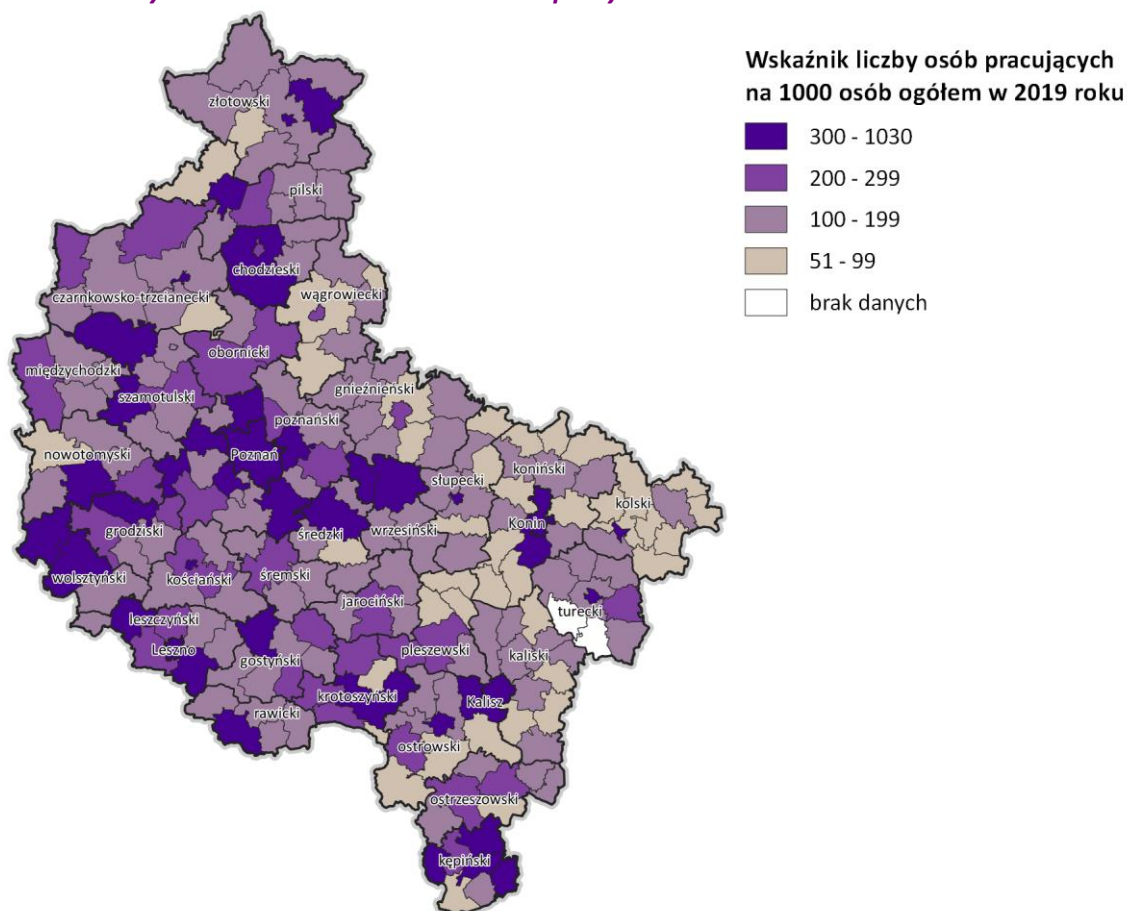 Wskaźnik liczby osób pracujących
na 1000 osób ogółem w 2019 roku
300 - 1030
200 - 299
100 - 199
51 - 99
brak danych
złotowski
pilski
chodzieski
czarnkowsko-trzcianecki
wągrowiecki
obornicki
międzychodzki
gnieźnieński
szamotulski
poznański
nowotomyski
Poznań
słupecki
koniński
kolski
Konin
grodziski
średzki
wrzesiński
wolsztyński
kościański
śremski
jarociński
turecki
leszczyński
Leszno
gostyński
pleszewski
kaliski
krotoszyński
Kalisz
rawicki
ostrowski
ostrzeszowski
kępiński